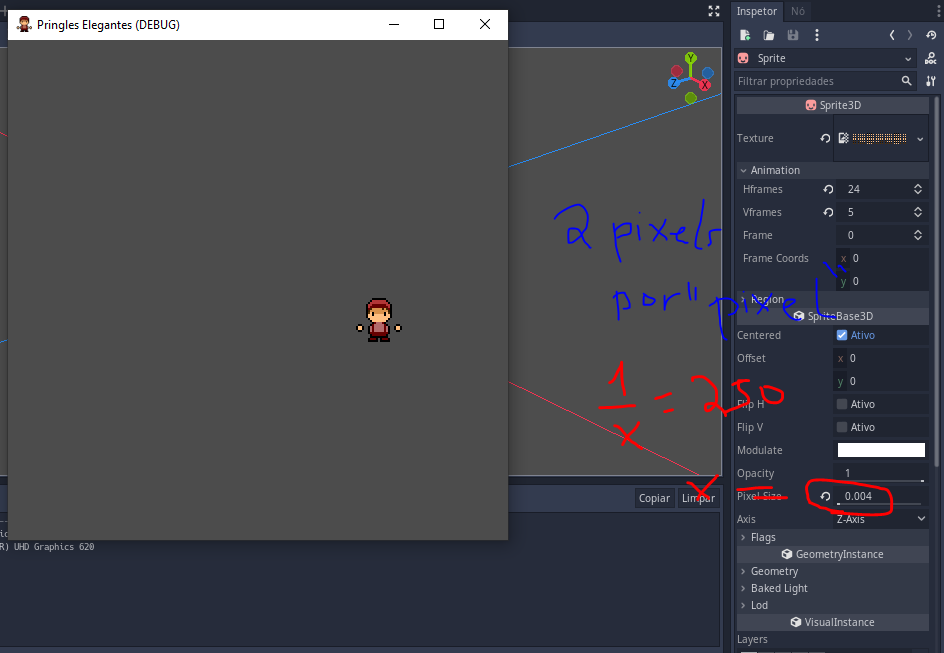 Pringles Elegantes (DEBUG)
Inspetor
Nó
Sprite
DOC
Filtrar propriedades
Sprite3D
Texture
Animation
Hframes 24
Vframes 5
Frame 0
Frame Coords x 0
y 0
Region
SpriteBase3D
Centered Ativo
Offset x 0
y 0
Flip H Ativo
Flip V Ativo
Modulate
Opacity 1
Pixel Size 0.004
Axis Z-Axis
Flags
GeometryInstance
Geometry
Baked Light
Lod
VisualInstance
Layers
Y
Z
X
2 pixels
por "pixel"
1
= 250
x
x
Copiar
Limpar
R) UHD Graphics 620